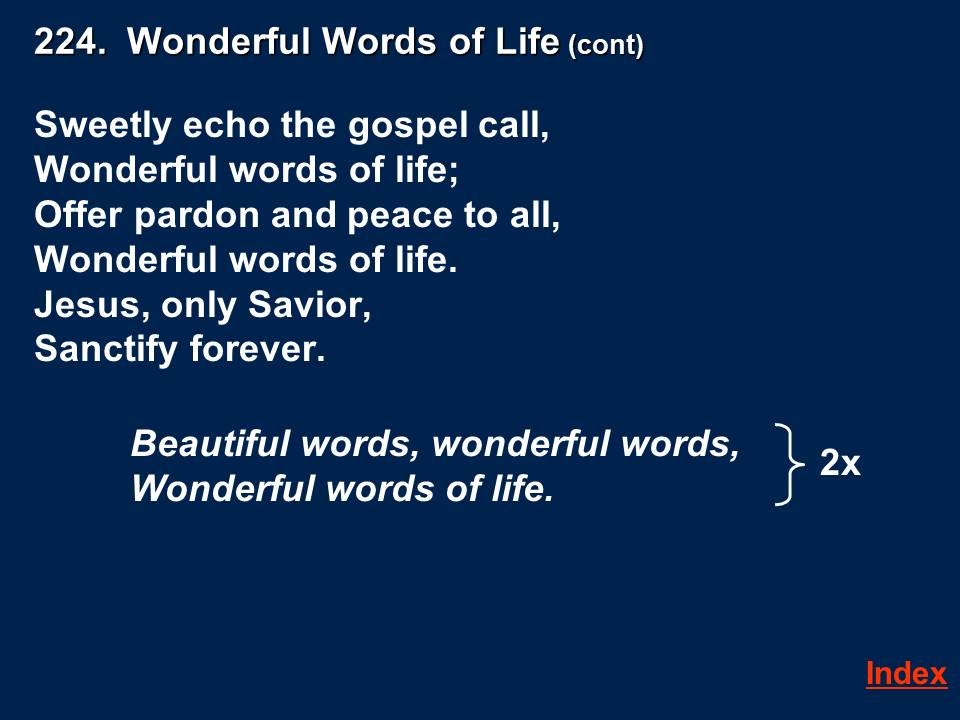 224. Wonderful Words of Life (cont)
Sweetly echo the gospel call,
Wonderful words of life;
Offer pardon and peace to all,
Wonderful words of life.
Jesus, only Savior,
Sanctify forever.
Beautiful words, wonderful words,
Wonderful words of life.
2x
Index